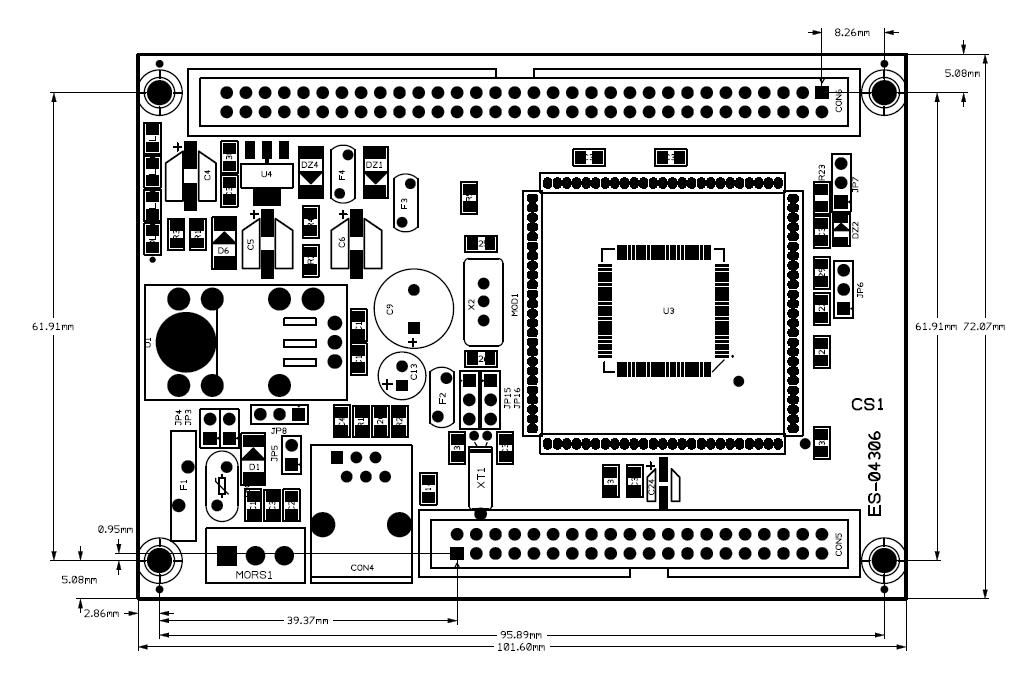 8.26mm
5.08mm
CON6
C4
U4
DZ4
F4
DZ1
F3
R23
JP7
D6
C5
C6
DZ2
X2
MOD1
JP6
C9
U3
61.91mm
61.91mm
72.07mm
U1
C13
F2
JP15
JP16
CS1
JP4
JP3
JP8
JP5
D1
F1
XT1
C24
ES-04306
0.95mm
CON5
CON4
MORS1
5.08mm
2.86mm
39.37mm
95.89mm
101.60mm